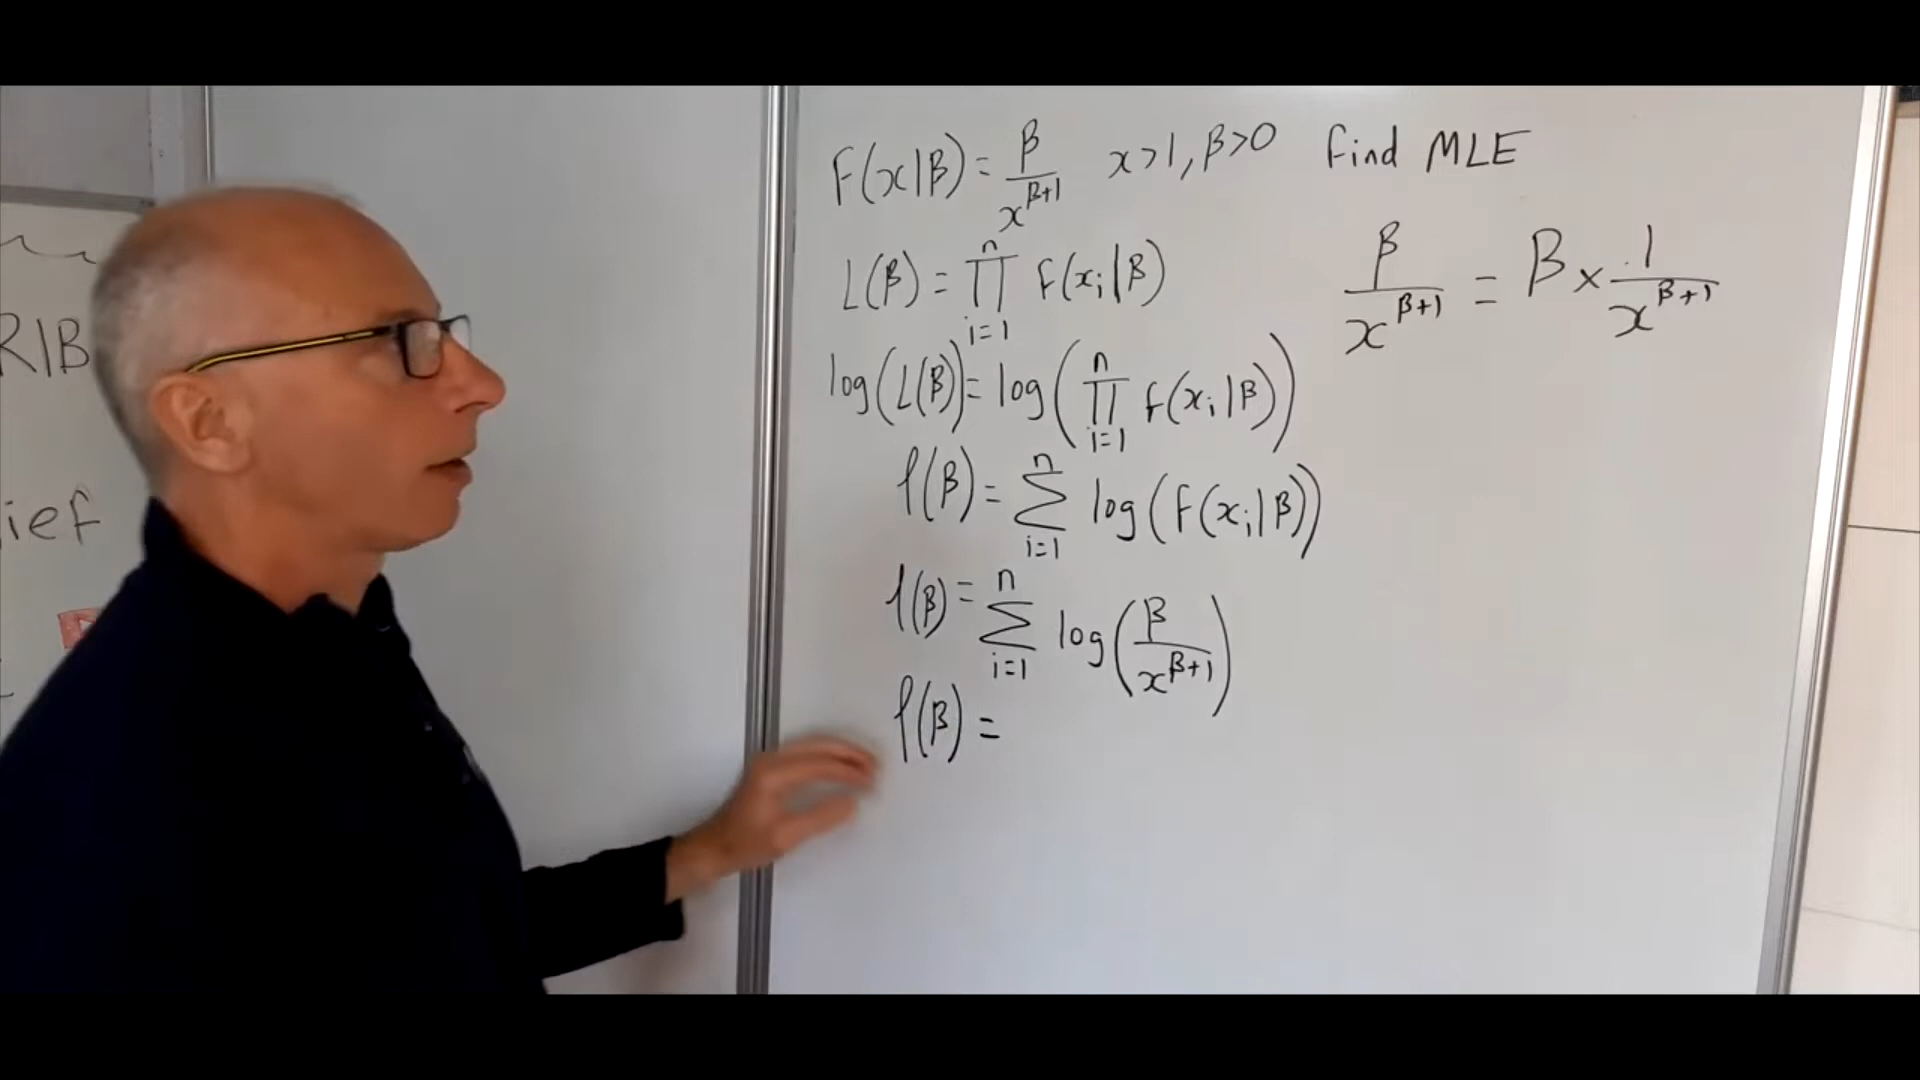 R|B
ief
F(x|β) = β/x^(β+1) x>1, β>0 find MLE
L(β) = ∏_{i=1}^{n} f(x_i|β)
β/x^(β+1) = β × 1/x^(β+1)
log(L(β)) = log(∏_{i=1}^{n} f(x_i|β))
l(β) = ∑_{i=1}^{n} log(f(x_i|β))
l(β) = ∑_{i=1}^{n} log(β/x^(β+1))
l(β) =